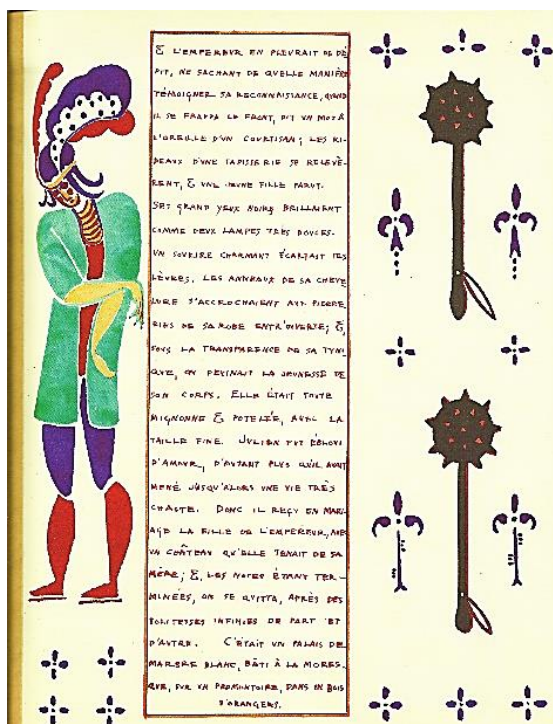 & L'EMPEREUR EN PLEURAIT DE DÉ
PIT, NE SACHANT DE QUELLE MANIÈRE
TÉMOIGNER SA RECONNAISSANCE, QUAND
IL SE FRAPPA LE FRONT, DIT UN MOT À
L'OREILLE D'UN COURTISAN; LES RI-
DEAUX D'UNE TAPISSERIE SE RELEVÈ-
RENT, & UNE JEUNE FILLE PARUT.
SES GRAND YEUX NOIRS BRILLAIENT
COMME DEUX LAMPES TRÈS DOUCES.
UN SOURIRE CHARMANT ÉCARTAIT SES
LÈVRES. LES ANNEAUX DE SA CHEVE
LURE S'ACCROCHAIENT AUX PIERRE
RIES DE SA ROBE ENTR'OUVERTE; &,
SOUS LA TRANSPARENCE DE SA TUNI
QUE, ON DEVINAIT LA JEUNESSE DE
SON CORPS. ELLE ÉTAIT TOUTE
MIGNONNE & POTELÉE, AVEC LA
TAILLE FINE. JULIEN FUT ÉBLOUI
D'AMOUR, D'AUTANT PLUS QU'IL AVAIT
MENÉ JUSQU'ALORS UNE VIE TRÈS
CHASTE. DONC IL REÇU EN MARI-
AGE LA FILLE DE L'EMPEREUR, AVEC
UN CHÂTEAU QU'ELLE TENAIT DE SA
MÈRE; &, LES NOCES ÉTANT TER-
MINÉES, ON SE QUITTA, APRÈS DES
POLITESSES INFINIES DE PART ET
D'AUTRE. C'ÉTAIT UN PALAIS DE
MARBRE BLANC, BÂTI À LA MORES-
QUE, SUR UN PROMONTOIRE, DANS UN BOIS
D'ORANGERS.